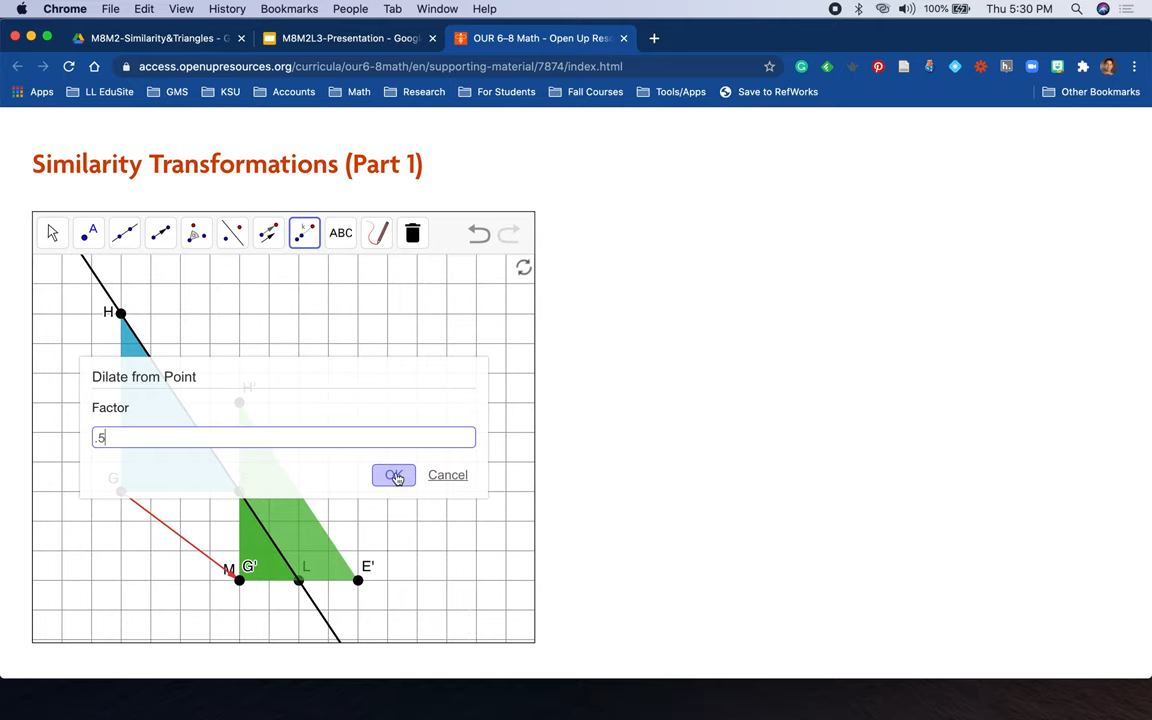 Chrome File Edit View History Bookmarks People Tab Window Help 100% Thu 5:30 PM
M8M2-Similarity&Triangles - G M8M2L3-Presentation - Googl OUR 6–8 Math - Open Up Res
access.openupresources.org/curricula/our6-8math/en/supporting-material/7874/index.html
Apps LL EduSite GMS KSU Accounts Math Research For Students Fall Courses Tools/Apps Save to RefWorks Other Bookmarks
Similarity Transformations (Part 1)
A k ABC
H
Dilate from Point
H'
Factor
.5
OK Cancel
G
M G' L E'